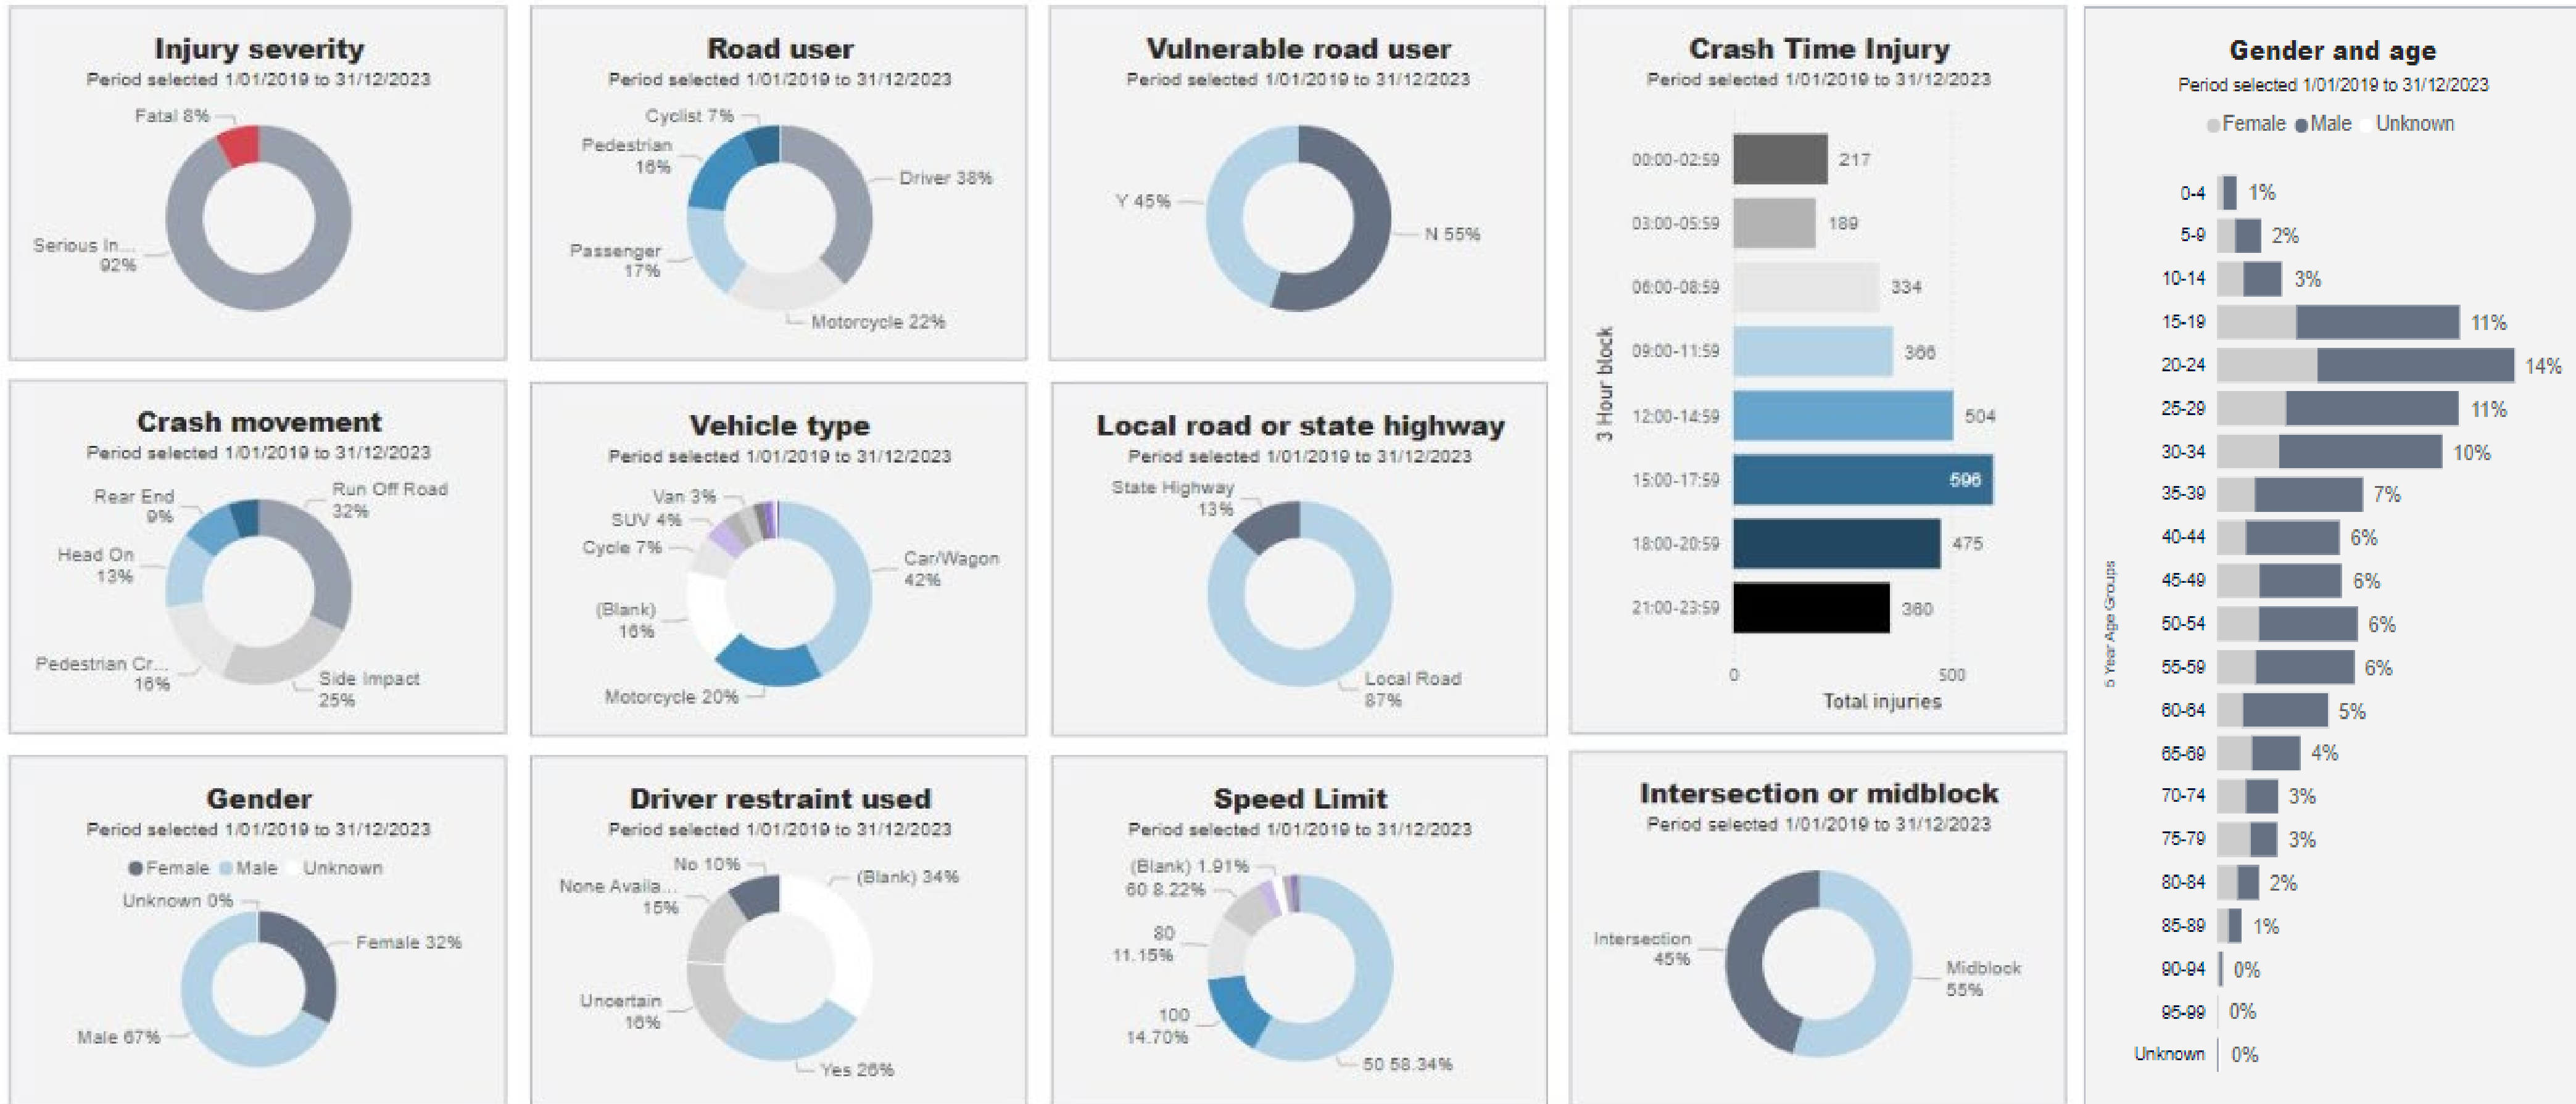 Injury severity
Period selected 1/01/2019 to 31/12/2023
Fatal 8%
Serious In...
92%
Road user
Period selected 1/01/2019 to 31/12/2023
Cyclist 7%
Pedestrian
16%
Driver 38%
Passenger
17%
Motorcycle 22%
Vulnerable road user
Period selected 1/01/2019 to 31/12/2023
Y 45%
N 55%
Crash Time Injury
Period selected 1/01/2019 to 31/12/2023
3 Hour block
00:00-02:59
217
03:00-05:59
189
06:00-08:59
334
09:00-11:59
366
12:00-14:59
504
15:00-17:59
596
18:00-20:59
475
21:00-23:59
360
0
500
Total injuries
Gender and age
Period selected 1/01/2019 to 31/12/2023
Female Male Unknown
5 Year Age Groups
0-4 1%
5-9 2%
10-14 3%
15-19 11%
20-24 14%
25-29 11%
30-34 10%
35-39 7%
40-44 6%
45-49 6%
50-54 6%
55-59 6%
60-64 5%
65-69 4%
70-74 3%
75-79 3%
80-84 2%
85-89 1%
90-94 0%
95-99 0%
Unknown 0%
Crash movement
Period selected 1/01/2019 to 31/12/2023
Rear End
9%
Run Off Road
32%
Head On
13%
Pedestrian Cr...
16%
Side Impact
25%
Vehicle type
Period selected 1/01/2019 to 31/12/2023
Van 3%
SUV 4%
Cycle 7%
Car/Wagon
42%
(Blank)
16%
Motorcycle 20%
Local road or state highway
Period selected 1/01/2019 to 31/12/2023
State Highway
13%
Local Road
87%
Gender
Period selected 1/01/2019 to 31/12/2023
Female Male Unknown
Unknown 0%
Female 32%
Male 67%
Driver restraint used
Period selected 1/01/2019 to 31/12/2023
No 10%
None Availa...
15%
(Blank) 34%
Uncertain
16%
Yes 26%
Speed Limit
Period selected 1/01/2019 to 31/12/2023
(Blank) 1.91%
60 8.22%
80
11.15%
100
14.70%
50 58.34%
Intersection or midblock
Period selected 1/01/2019 to 31/12/2023
Intersection
45%
Midblock
55%